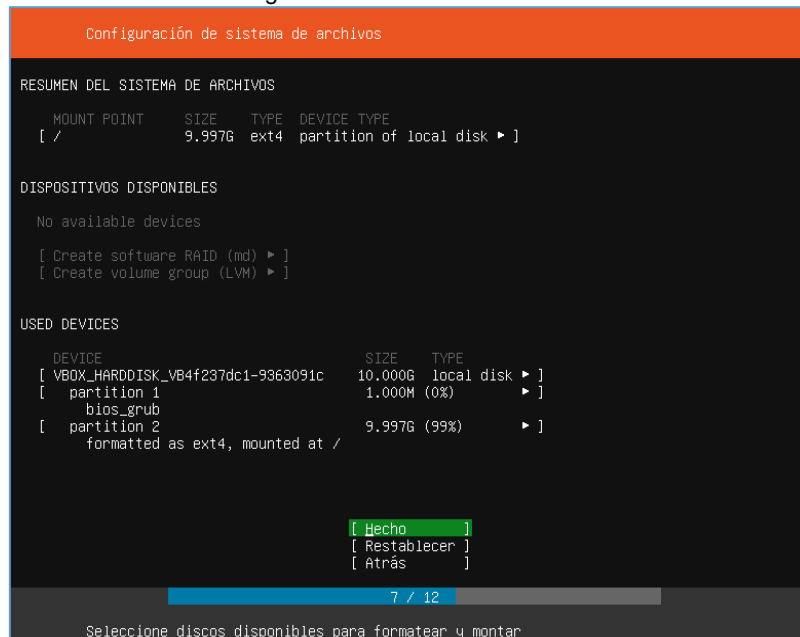 Configuración de sistema de archivos
RESUMEN DEL SISTEMA DE ARCHIVOS
MOUNT POINT SIZE TYPE DEVICE TYPE
[ / 9.997G ext4 partition of local disk ▸ ]
DISPOSITIVOS DISPONIBLES
No available devices
[ Create software RAID (md) ▸ ]
[ Create volume group (LVM) ▸ ]
USED DEVICES
DEVICE SIZE TYPE
[ VBOX_HARDDISK_VB4f237dc1-9363091c 10.000G local disk ▸ ]
[ partition 1 1.000M (0%) ▸ ]
bios_grub
[ partition 2 9.997G (99%) ▸ ]
formatted as ext4, mounted at /
[ Hecho ]
[ Restablecer ]
[ Atrás ]
7 / 12
Seleccione discos disponibles para formatear y montar